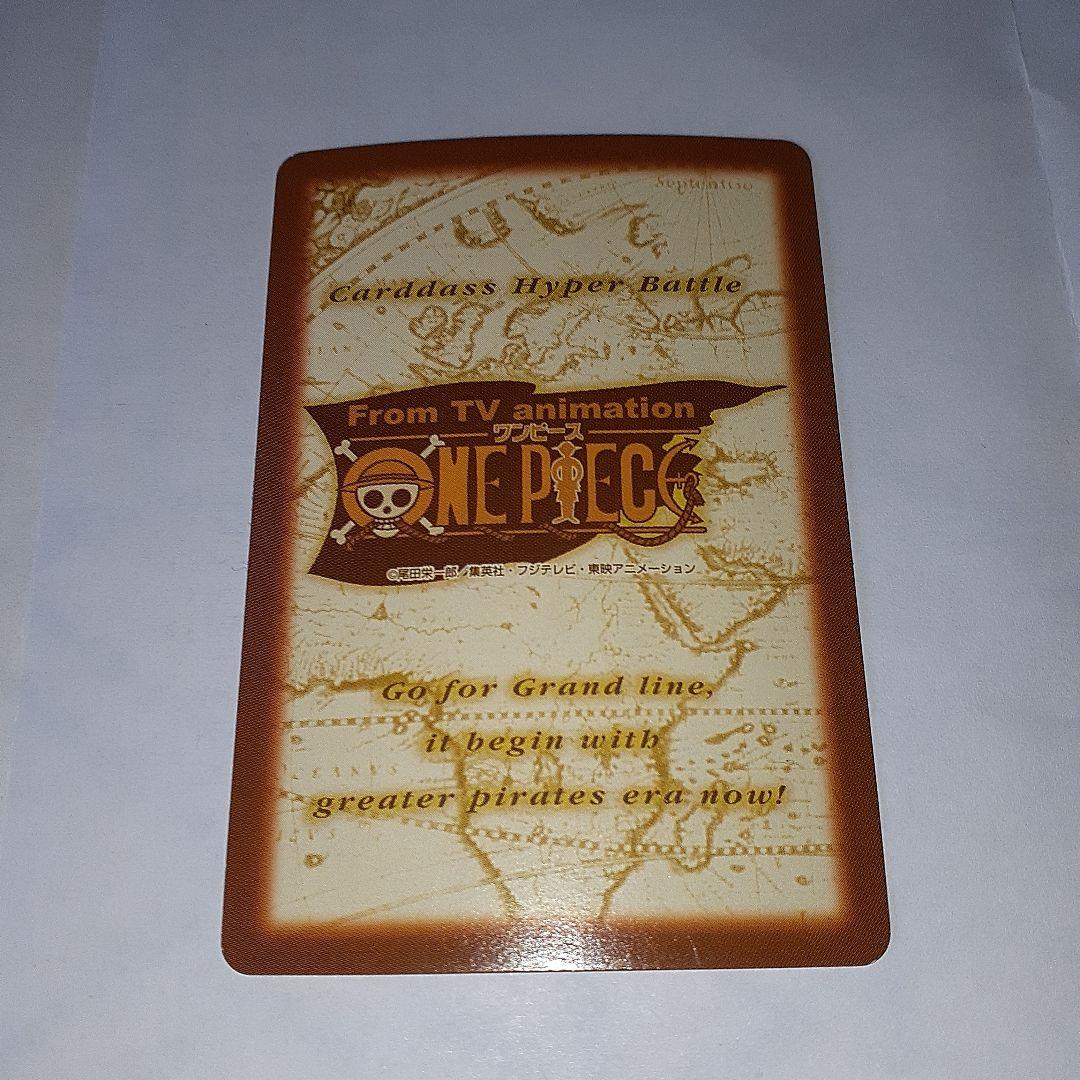 Septentrio
Carddass Hyper Battle
From TV animation
ワンピース
ONE PIECE
©尾田栄一郎／集英社・フジテレビ・東映アニメーション
Go for Grand line,
it begin with
greater pirates era now!